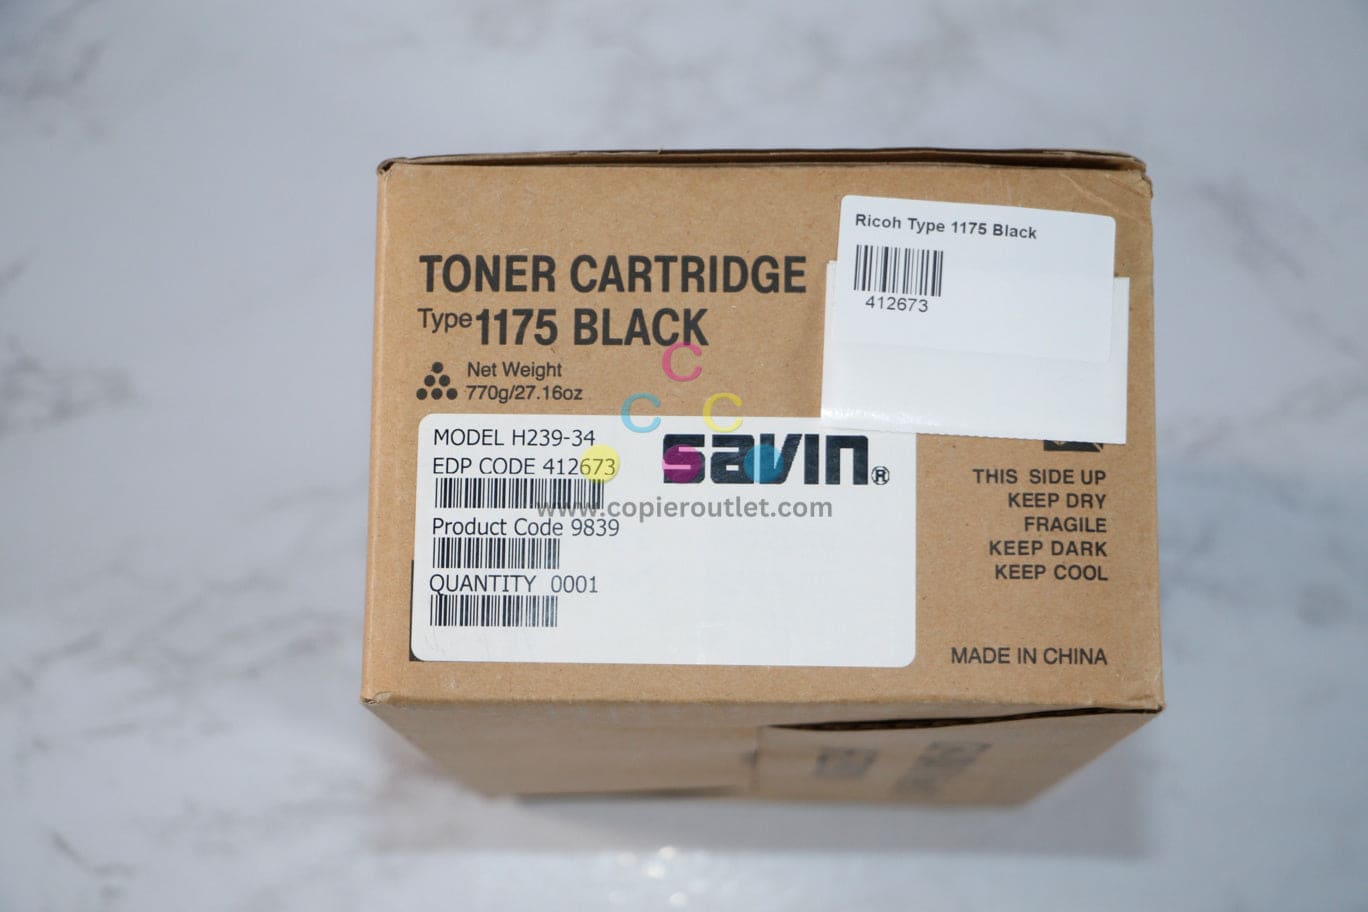 Ricoh Type 1175 Black
412673
TONER CARTRIDGE
Type 1175 BLACK
Net Weight
770g/27.16oz
MODEL H239-34
EDP CODE 412673
Product Code 9839
QUANTITY 0001
savin®
C
C C
www.copieroutlet.com
THIS SIDE UP
KEEP DRY
FRAGILE
KEEP DARK
KEEP COOL
MADE IN CHINA